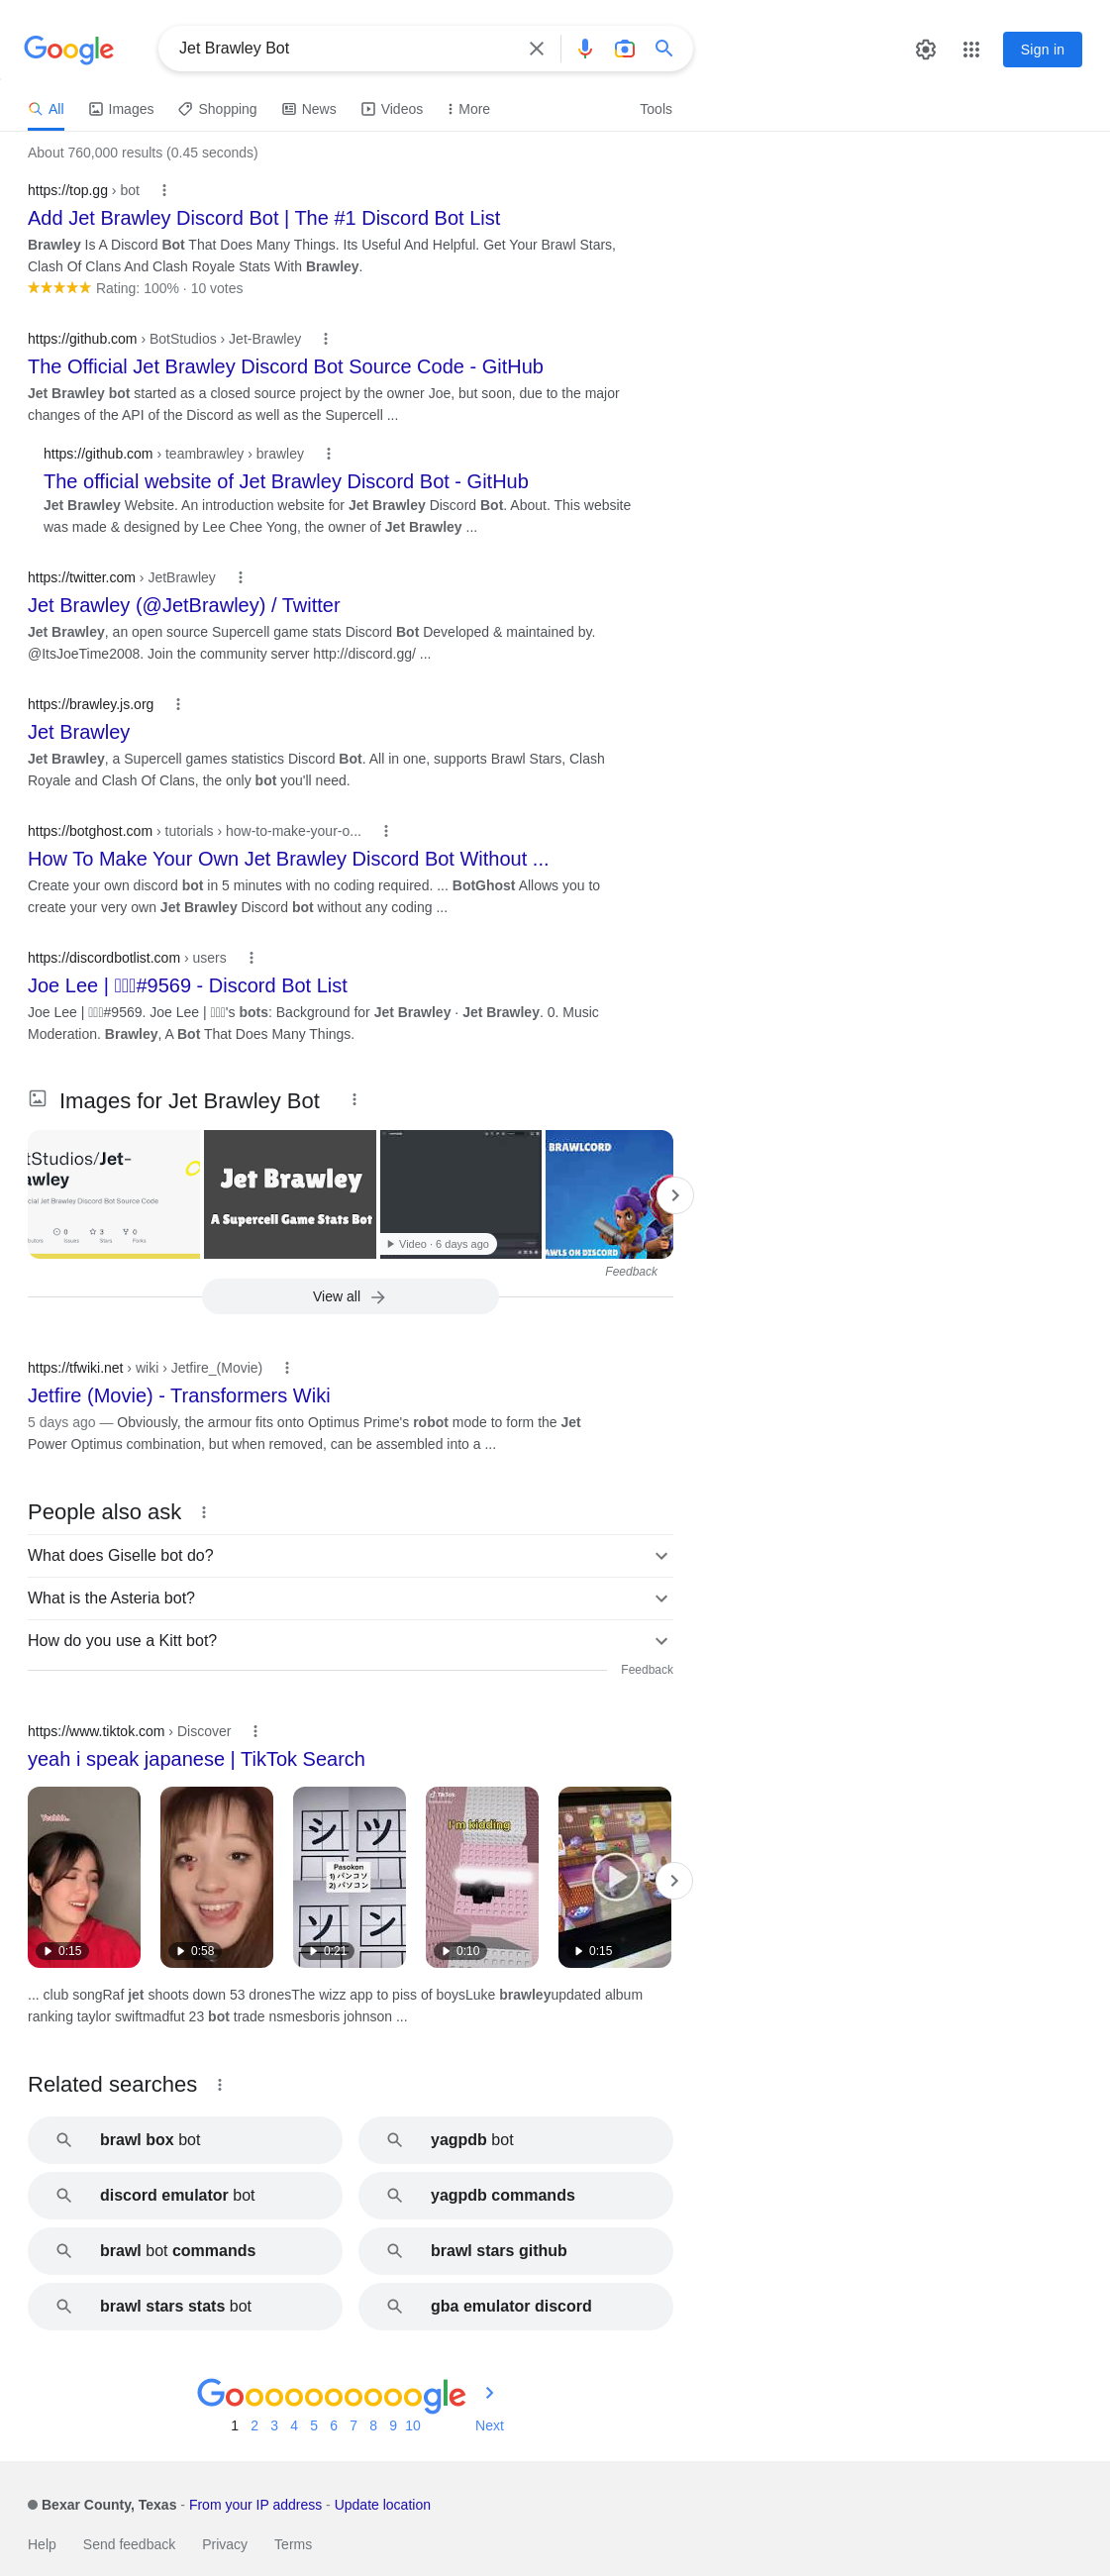 Google
Jet Brawley Bot
Sign in
All
Images
Shopping
News
Videos
More
Tools
About 760,000 results (0.45 seconds)
https://top.gg › bot
Add Jet Brawley Discord Bot | The #1 Discord Bot List
Brawley Is A Discord Bot That Does Many Things. Its Useful And Helpful. Get Your Brawl Stars,
Clash Of Clans And Clash Royale Stats With Brawley.
Rating: 100% · 10 votes
https://github.com › BotStudios › Jet-Brawley
The Official Jet Brawley Discord Bot Source Code - GitHub
Jet Brawley bot started as a closed source project by the owner Joe, but soon, due to the major
changes of the API of the Discord as well as the Supercell ...
https://github.com › teambrawley › brawley
The official website of Jet Brawley Discord Bot - GitHub
Jet Brawley Website. An introduction website for Jet Brawley Discord Bot. About. This website
was made & designed by Lee Chee Yong, the owner of Jet Brawley ...
https://twitter.com › JetBrawley
Jet Brawley (@JetBrawley) / Twitter
Jet Brawley, an open source Supercell game stats Discord Bot Developed & maintained by.
@ItsJoeTime2008. Join the community server http://discord.gg/ ...
https://brawley.js.org
Jet Brawley
Jet Brawley, a Supercell games statistics Discord Bot. All in one, supports Brawl Stars, Clash
Royale and Clash Of Clans, the only bot you'll need.
https://botghost.com › tutorials › how-to-make-your-o...
How To Make Your Own Jet Brawley Discord Bot Without ...
Create your own discord bot in 5 minutes with no coding required. ... BotGhost Allows you to
create your very own Jet Brawley Discord bot without any coding ...
https://discordbotlist.com › users
Joe Lee | #9569 - Discord Bot List
Joe Lee | #9569. Joe Lee | 's bots: Background for Jet Brawley · Jet Brawley. 0. Music
Moderation. Brawley, A Bot That Does Many Things.
Images for Jet Brawley Bot
tStudios/Jet-
awley
cial Jet Brawley Discord Bot Source Code
0
3
0
Issues
Stars
Forks
Jet Brawley
A Supercell Game Stats Bot
Video · 6 days ago
BRAWLCORD
AWLS ON DISCORD
Feedback
View all
https://tfwiki.net › wiki › Jetfire_(Movie)
Jetfire (Movie) - Transformers Wiki
5 days ago — Obviously, the armour fits onto Optimus Prime's robot mode to form the Jet
Power Optimus combination, but when removed, can be assembled into a ...
People also ask
What does Giselle bot do?
What is the Asteria bot?
How do you use a Kitt bot?
Feedback
https://www.tiktok.com › Discover
yeah i speak japanese | TikTok Search
0:15
0:58
シ ツ
Pasokon
1) パンコソ
2) パソコン
ソ ン
0:21
TikTok
I'm kidding
0:10
0:15
... club songRaf jet shoots down 53 dronesThe wizz app to piss of boysLuke brawleyupdated album
ranking taylor swiftmadfut 23 bot trade nsmesboris johnson ...
Related searches
brawl box bot
yagpdb bot
discord emulator bot
yagpdb commands
brawl bot commands
brawl stars github
brawl stars stats bot
gba emulator discord
Goooooooooogle
1 2 3 4 5 6 7 8 9 10 Next
Bexar County, Texas - From your IP address - Update location
Help Send feedback Privacy Terms